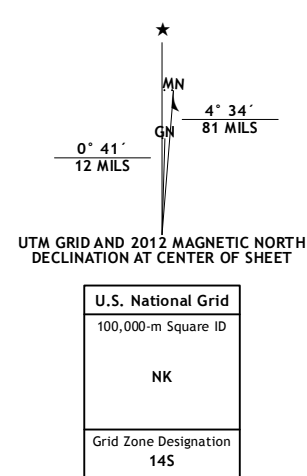 ★
MN
GN
4° 34´
81 MILS
0° 41´
12 MILS
UTM GRID AND 2012 MAGNETIC NORTH
DECLINATION AT CENTER OF SHEET
U.S. National Grid
100,000-m Square ID
NK
Grid Zone Designation
14S